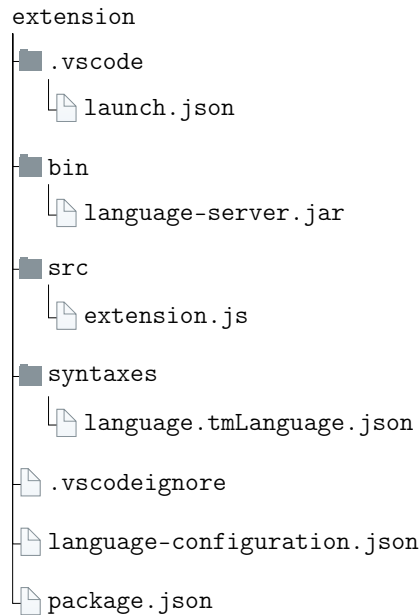 extension
.vscode
launch.json
bin
language-server.jar
src
extension.js
syntaxes
language.tmLanguage.json
.vscodeignore
language-configuration.json
package.json